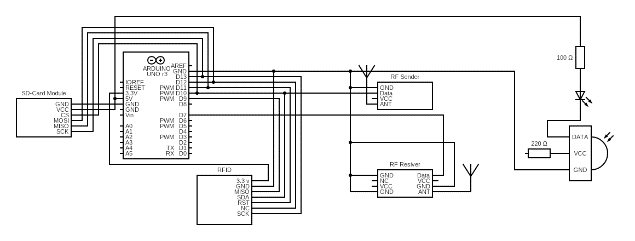 100 Ω
SD-Card Module
GND
VCC
CS
MOSI
MISO
SCK
ARDUINO
UNO r3
IOREF
RESET
3.3V
5V
GND
GND
Vin
A0
A1
A2
A3
A4
A5
AREF
GND
D13
D12
PWM D11
PWM D10
PWM D9
D8
D7
PWM D6
PWM D5
D4
PWM D3
D2
TX D1
RX D0
RF Sender
GND
Data
VCC
ANT
RFID
3.3 v
GND
MISO
SDA
RST
NC
SCK
RF Resiver
GND
NC
VCC
GND
Data
VCC
GND
ANT
220 Ω
DATA
VCC
GND